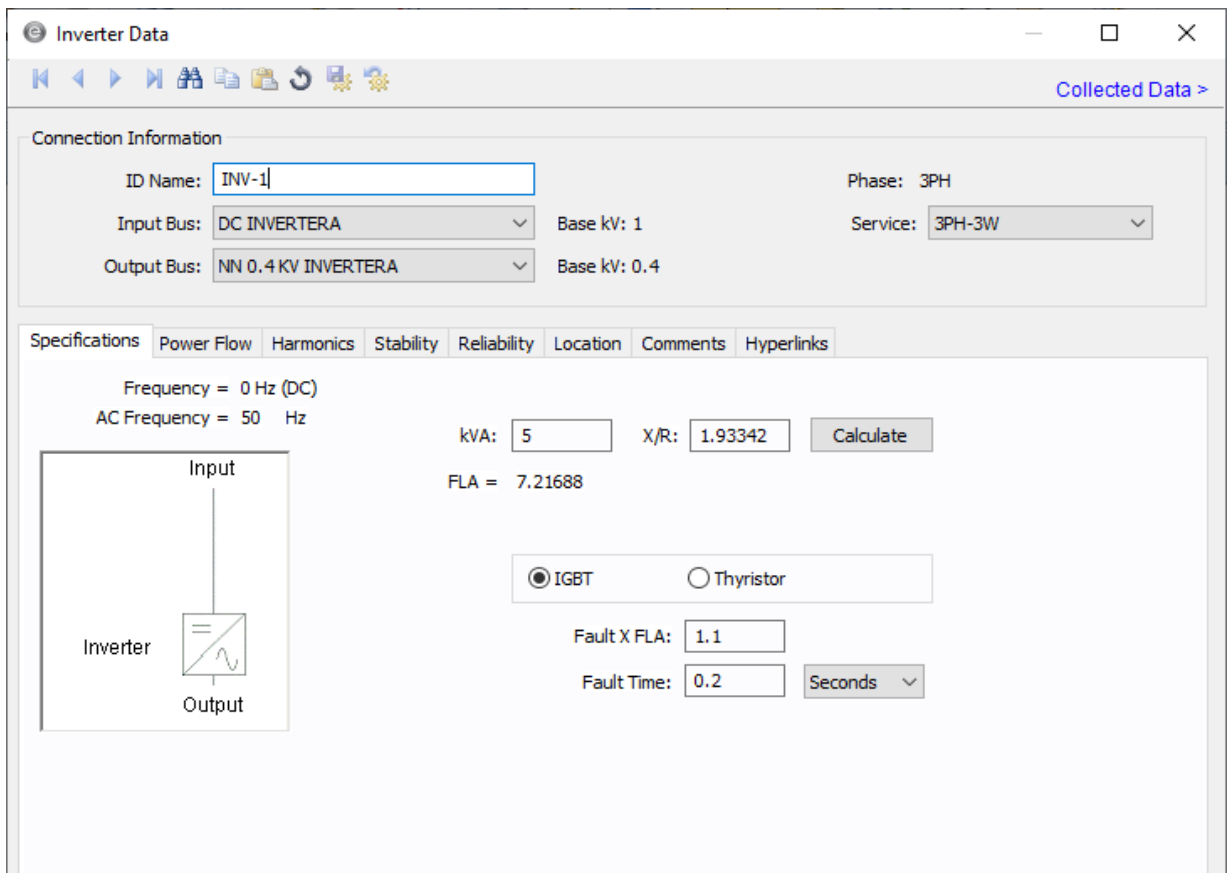 e Inverter Data
Collected Data >
Connection Information
ID Name: INV-1 Phase: 3PH
Input Bus: DC INVERTERA Base kV: 1 Service: 3PH-3W
Output Bus: NN 0.4 KV INVERTERA Base kV: 0.4
Specifications Power Flow Harmonics Stability Reliability Location Comments Hyperlinks
Frequency = 0 Hz (DC)
AC Frequency = 50 Hz
kVA: 5 X/R: 1.93342 Calculate
Input
FLA = 7.21688
IGBT Thyristor
Inverter
Fault X FLA: 1.1
Fault Time: 0.2 Seconds
Output